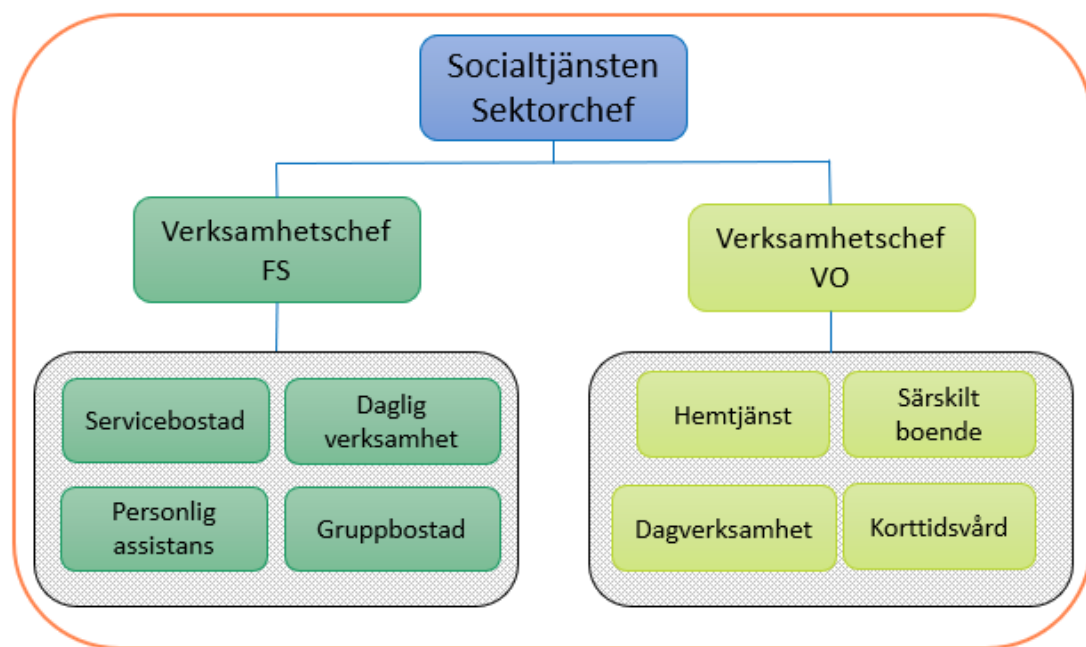 Socialtjänsten
Sektorchef
Verksamhetschef
FS
Verksamhetschef
VO
Servicebostad
Daglig
verksamhet
Personlig
assistans
Gruppbostad
Hemtjänst
Särskilt
boende
Dagverksamhet
Korttidsvård